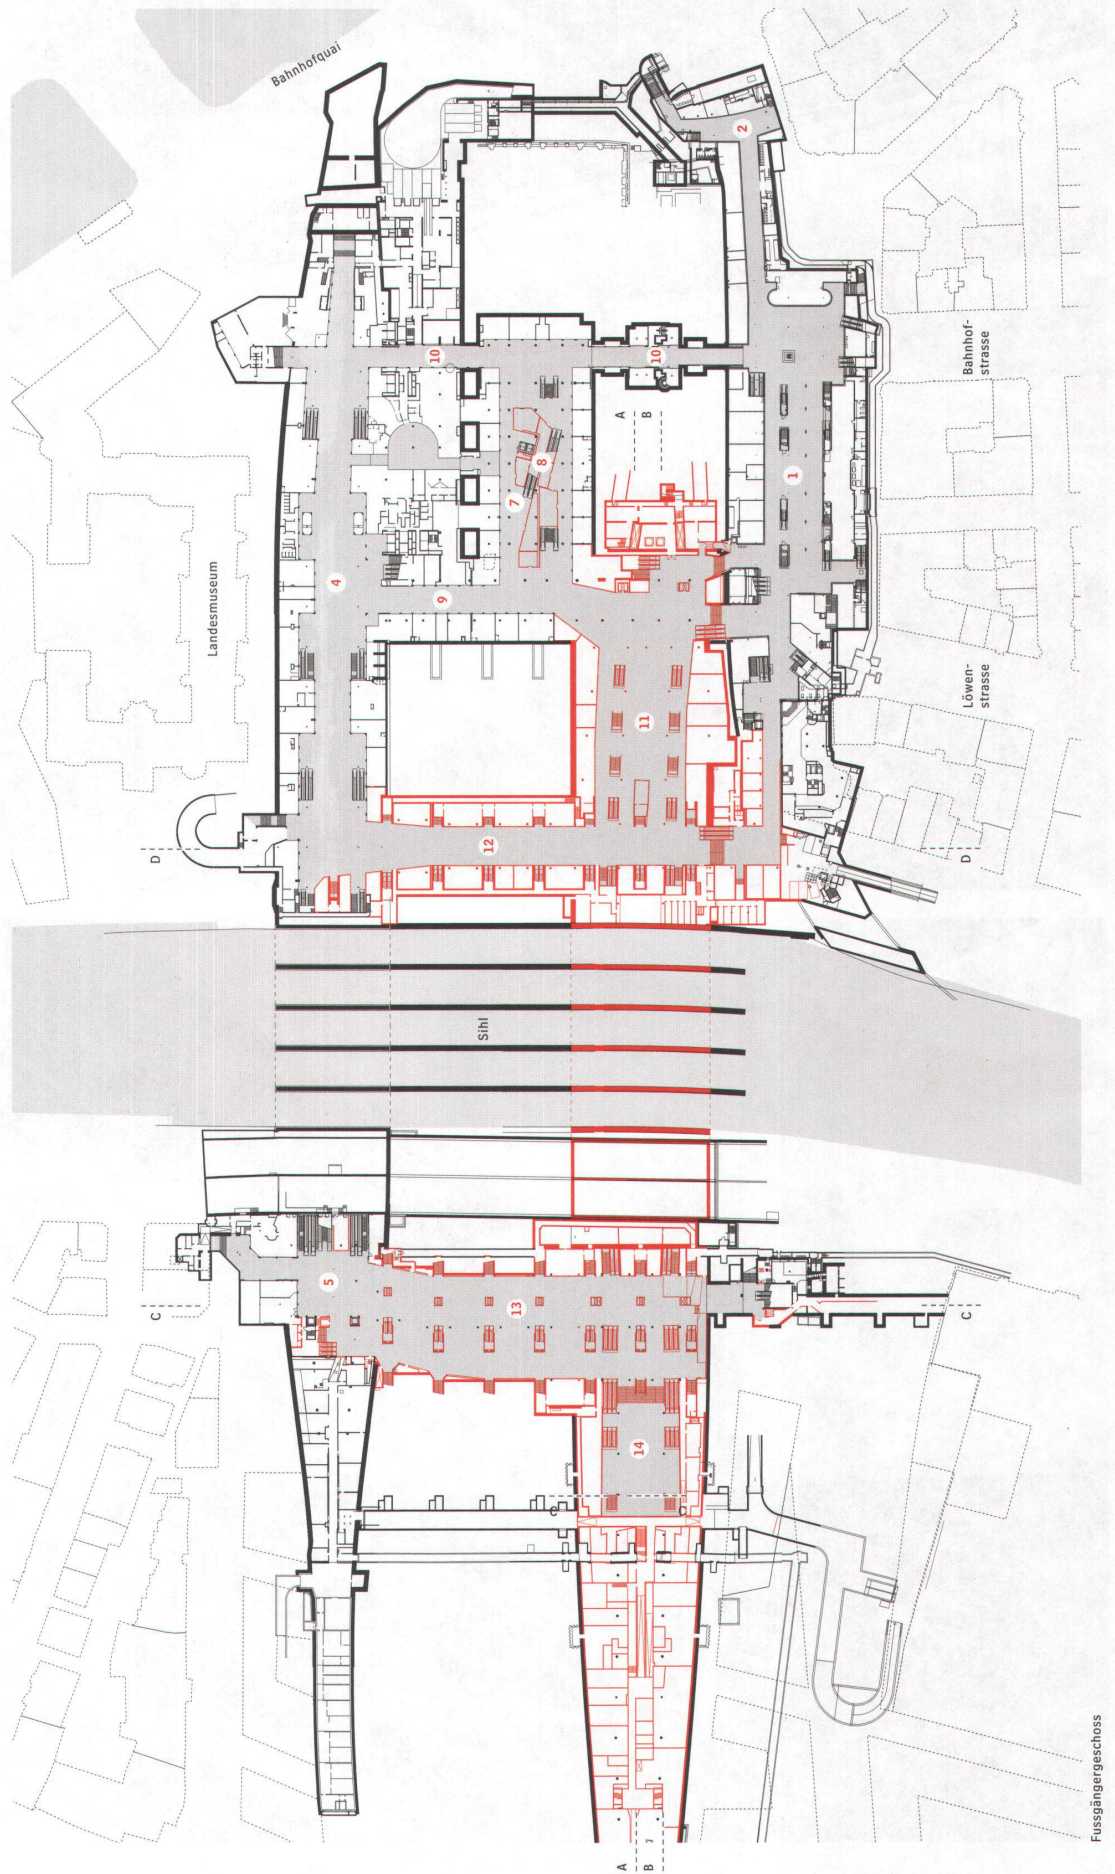 Bahnhofquai
2
Bahnhof-
strasse
10
10
A
B
8
7
1
Landesmuseum
4
9
Löwen-
strasse
11
12
D
D
Sihl
5
13
C
C
14
C
C
A
B
Fussgängergeschoss